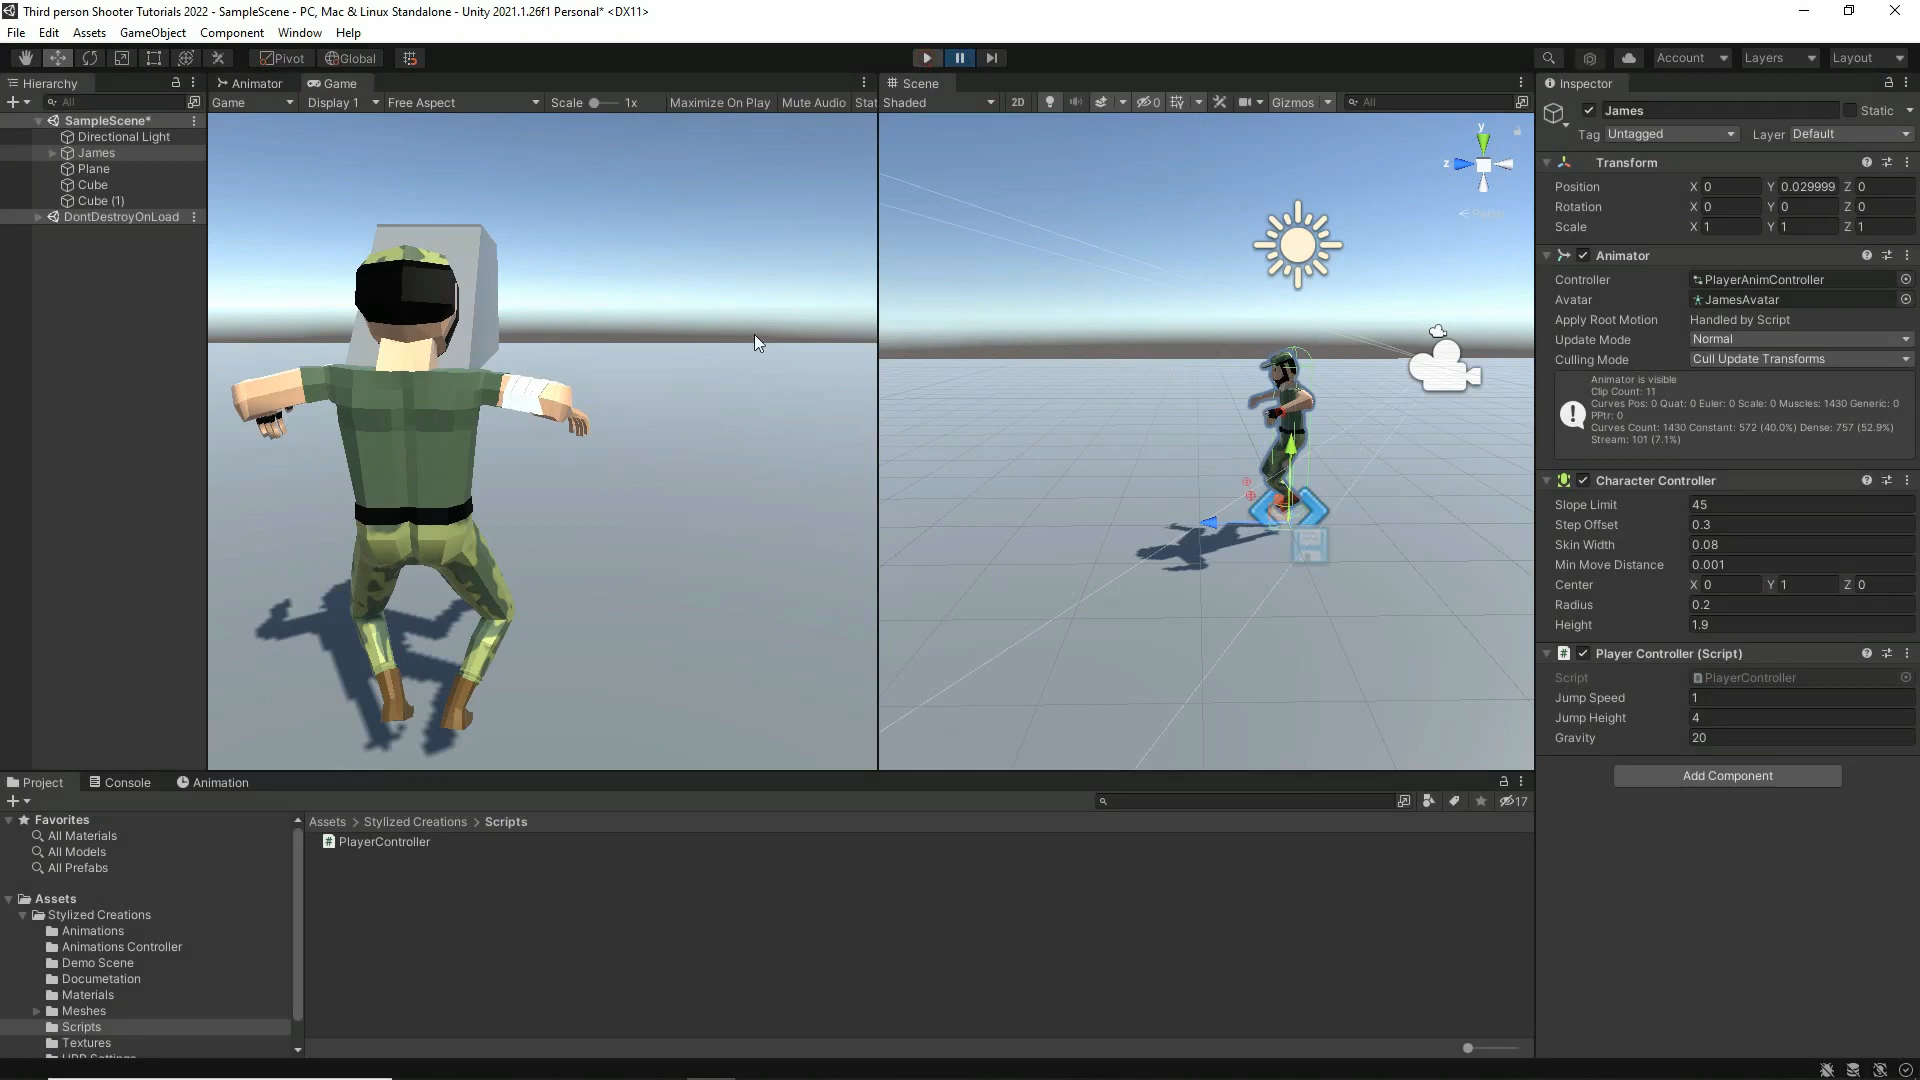 Third person Shooter Tutorials 2022 - SampleScene - PC, Mac & Linux Standalone - Unity 2021.1.26f1 Personal* <DX11>
File Edit Assets GameObject Component Window Help
Pivot Global Account Layers Layout
Hierarchy Animator Game Scene Inspector
All Game Display 1 Free Aspect Scale 1x Maximize On Play Mute Audio Stat Shaded 2D 0 Gizmos All
James Static
Tag Untagged Layer Default
SampleScene*
Directional Light
James
Plane
Cube
Cube (1)
DontDestroyOnLoad
y
z
Persp
Transform
Position X 0 Y 0.029999 Z 0
Rotation X 0 Y 0 Z 0
Scale X 1 Y 1 Z 1
Animator
Controller PlayerAnimController
Avatar JamesAvatar
Apply Root Motion Handled by Script
Update Mode Normal
Culling Mode Cull Update Transforms
Animator is visible
Clip Count: 11
Curves Pos: 0 Quat: 0 Euler: 0 Scale: 0 Muscles: 1430 Generic: 0
PPtr: 0
Curves Count: 1430 Constant: 572 (40.0%) Dense: 757 (52.9%)
Stream: 101 (7.1%)
Character Controller
Slope Limit 45
Step Offset 0.3
Skin Width 0.08
Min Move Distance 0.001
Center X 0 Y 1 Z 0
Radius 0.2
Height 1.9
Player Controller (Script)
Script PlayerController
Jump Speed 1
Jump Height 4
Gravity 20
Add Component
Project Console Animation
17
Favorites
All Materials
All Models
All Prefabs
Assets
Stylized Creations
Animations
Animations Controller
Demo Scene
Documetation
Materials
Meshes
Scripts
Textures
Assets > Stylized Creations > Scripts
PlayerController